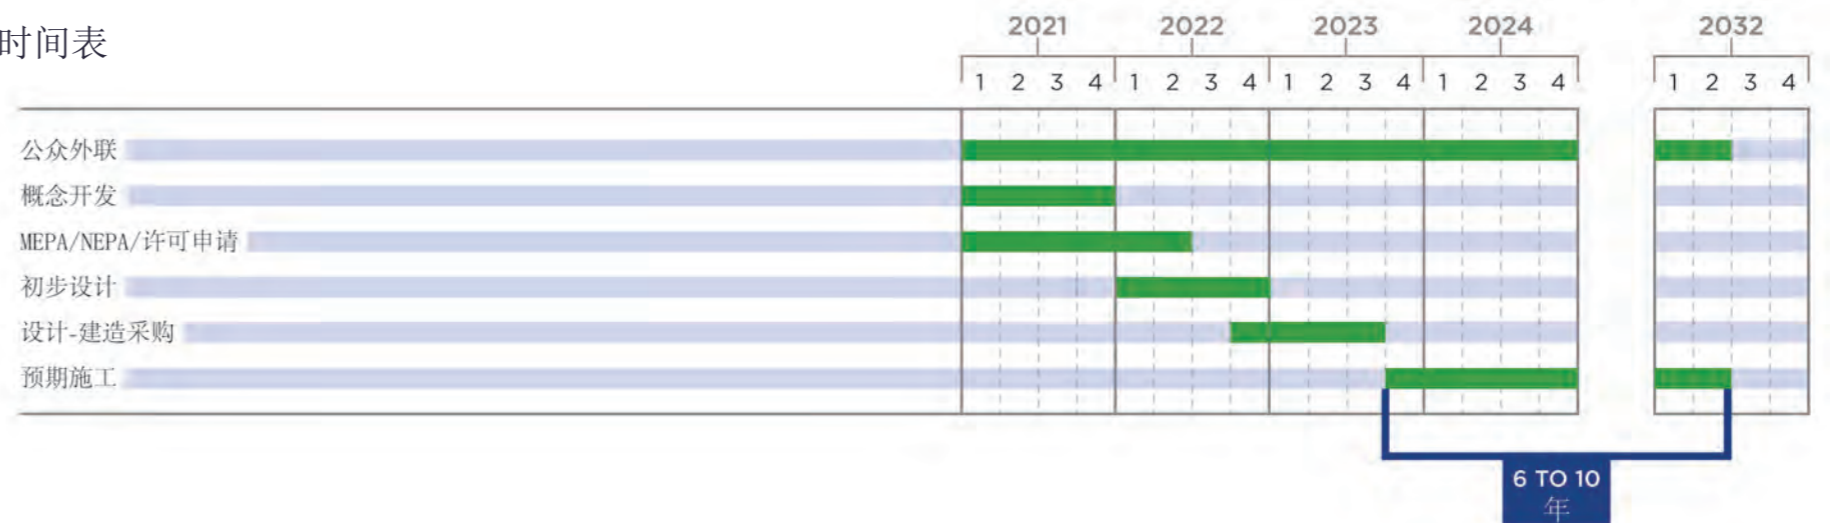 时间表
2021 2022 2023 2024 2032
1 2 3 4 1 2 3 4 1 2 3 4 1 2 3 4 1 2 3 4
公众外联
概念开发
MEPA/NEPA/许可申请
初步设计
设计-建造采购
预期施工
6 TO 10
年